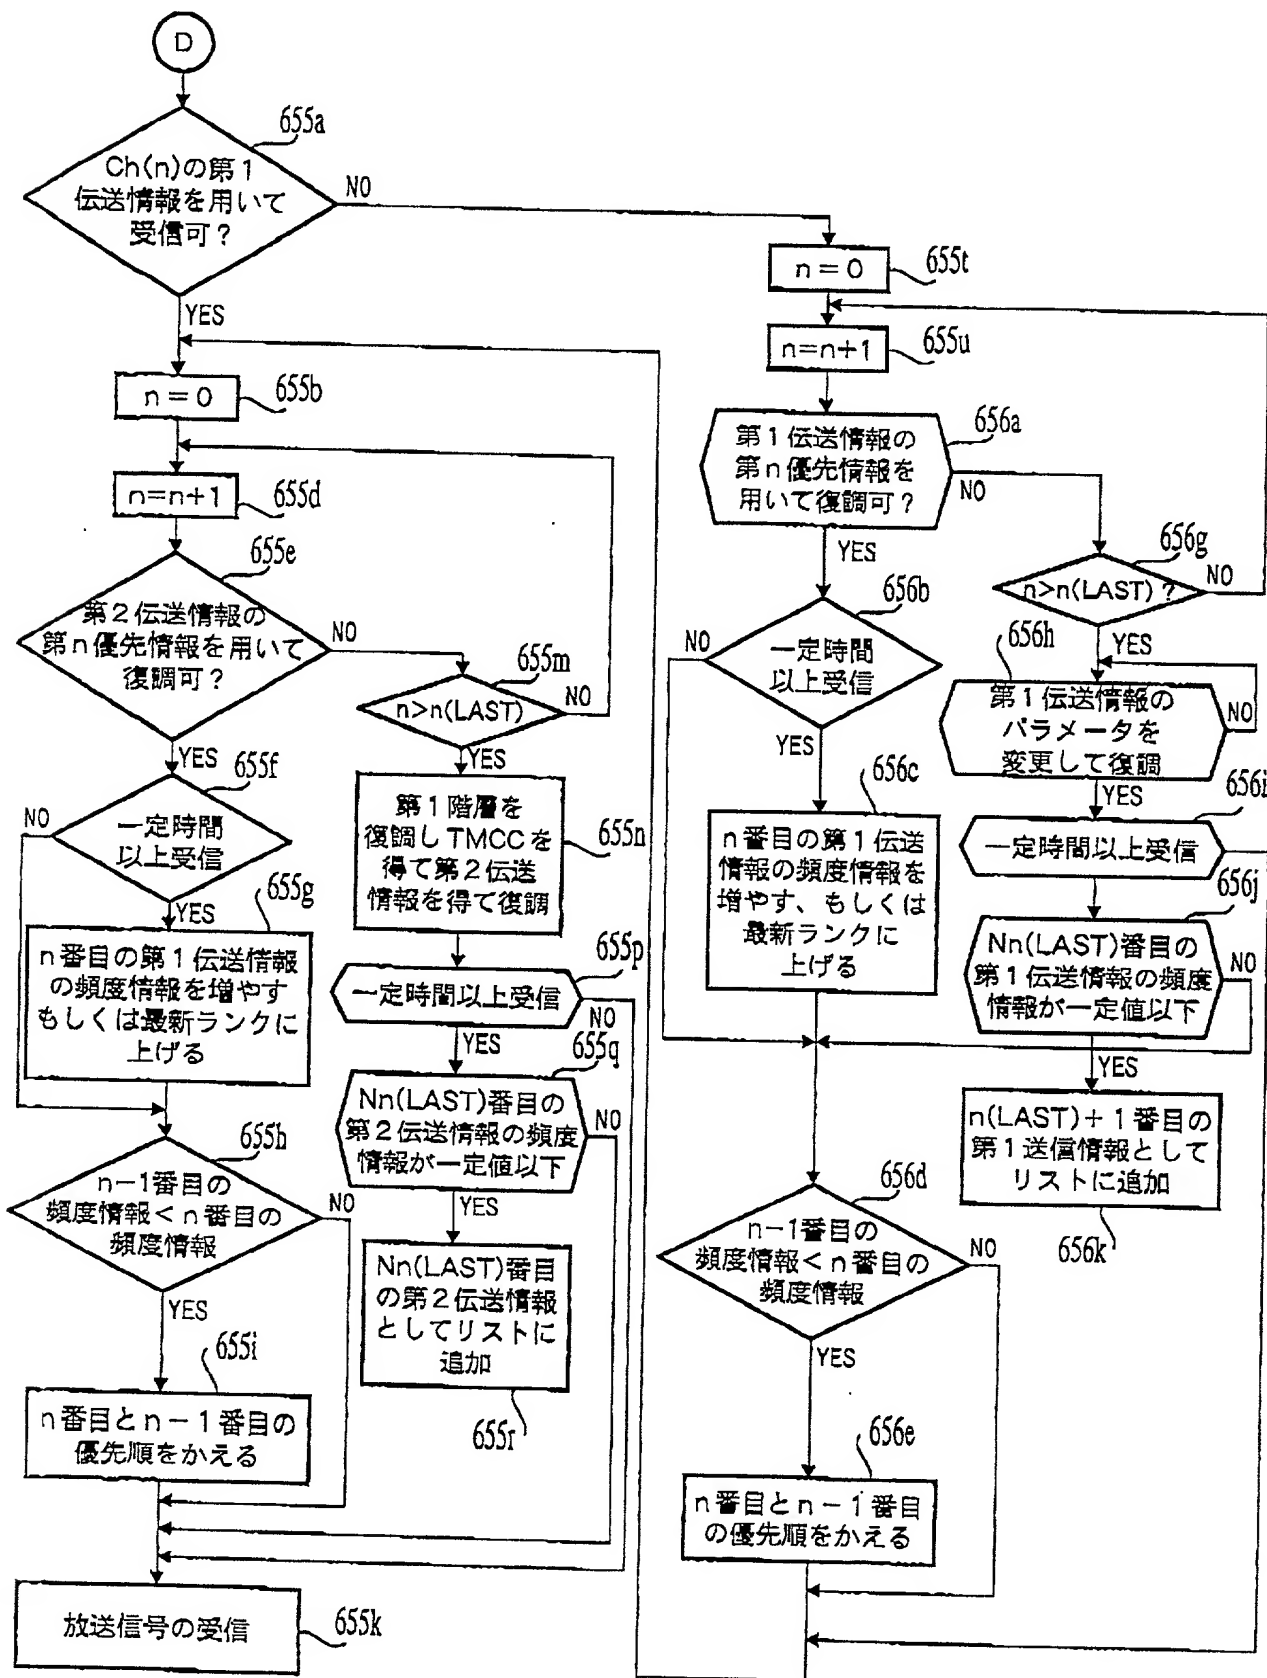 D
655a
Ch(n)の第1
伝送情報を用いて
受信可?
NO
YES
n=0
655b
n=n+1
655d
655e
第2伝送情報の
第n優先情報を用いて
復調可?
NO
YES
655f
NO
一定時間
以上受信
YES
655g
n番目の第1伝送情報
の頻度情報を増やす
もしくは最新ランクに
上げる
655h
n-1番目の
頻度情報<n番目の
頻度情報
NO
YES
655i
n番目とn-1番目の
優先順をかえる
放送信号の受信
655k
655m
n>n(LAST)
NO
YES
第1階層を
復調しTMCCを
得て第2伝送
情報を得て復調
655n
655p
一定時間以上受信
NO
YES
655q
Nn(LAST)番目の
第2伝送情報の頻度
情報が一定値以下
NO
YES
Nn(LAST)番目
の第2伝送情報
としてリストに
追加
655r
n=0
655t
n=n+1
655u
656a
第1伝送情報の
第n優先情報を
用いて復調可?
NO
YES
656b
NO
一定時間
以上受信
YES
656c
n番目の第1伝送
情報の頻度情報を
増やす、もしくは
最新ランクに
上げる
656d
n-1番目の
頻度情報<n番目の
頻度情報
NO
YES
656e
n番目とn-1番目
の優先順をかえる
656g
n>n(LAST)?
NO
YES
656h
第1伝送情報の
パラメータを
変更して復調
NO
YES
656i
一定時間以上受信
656j
Nn(LAST)番目の
第1伝送情報の頻度
情報が一定値以下
NO
YES
n(LAST)+1番目の
第1送信情報として
リストに追加
656k